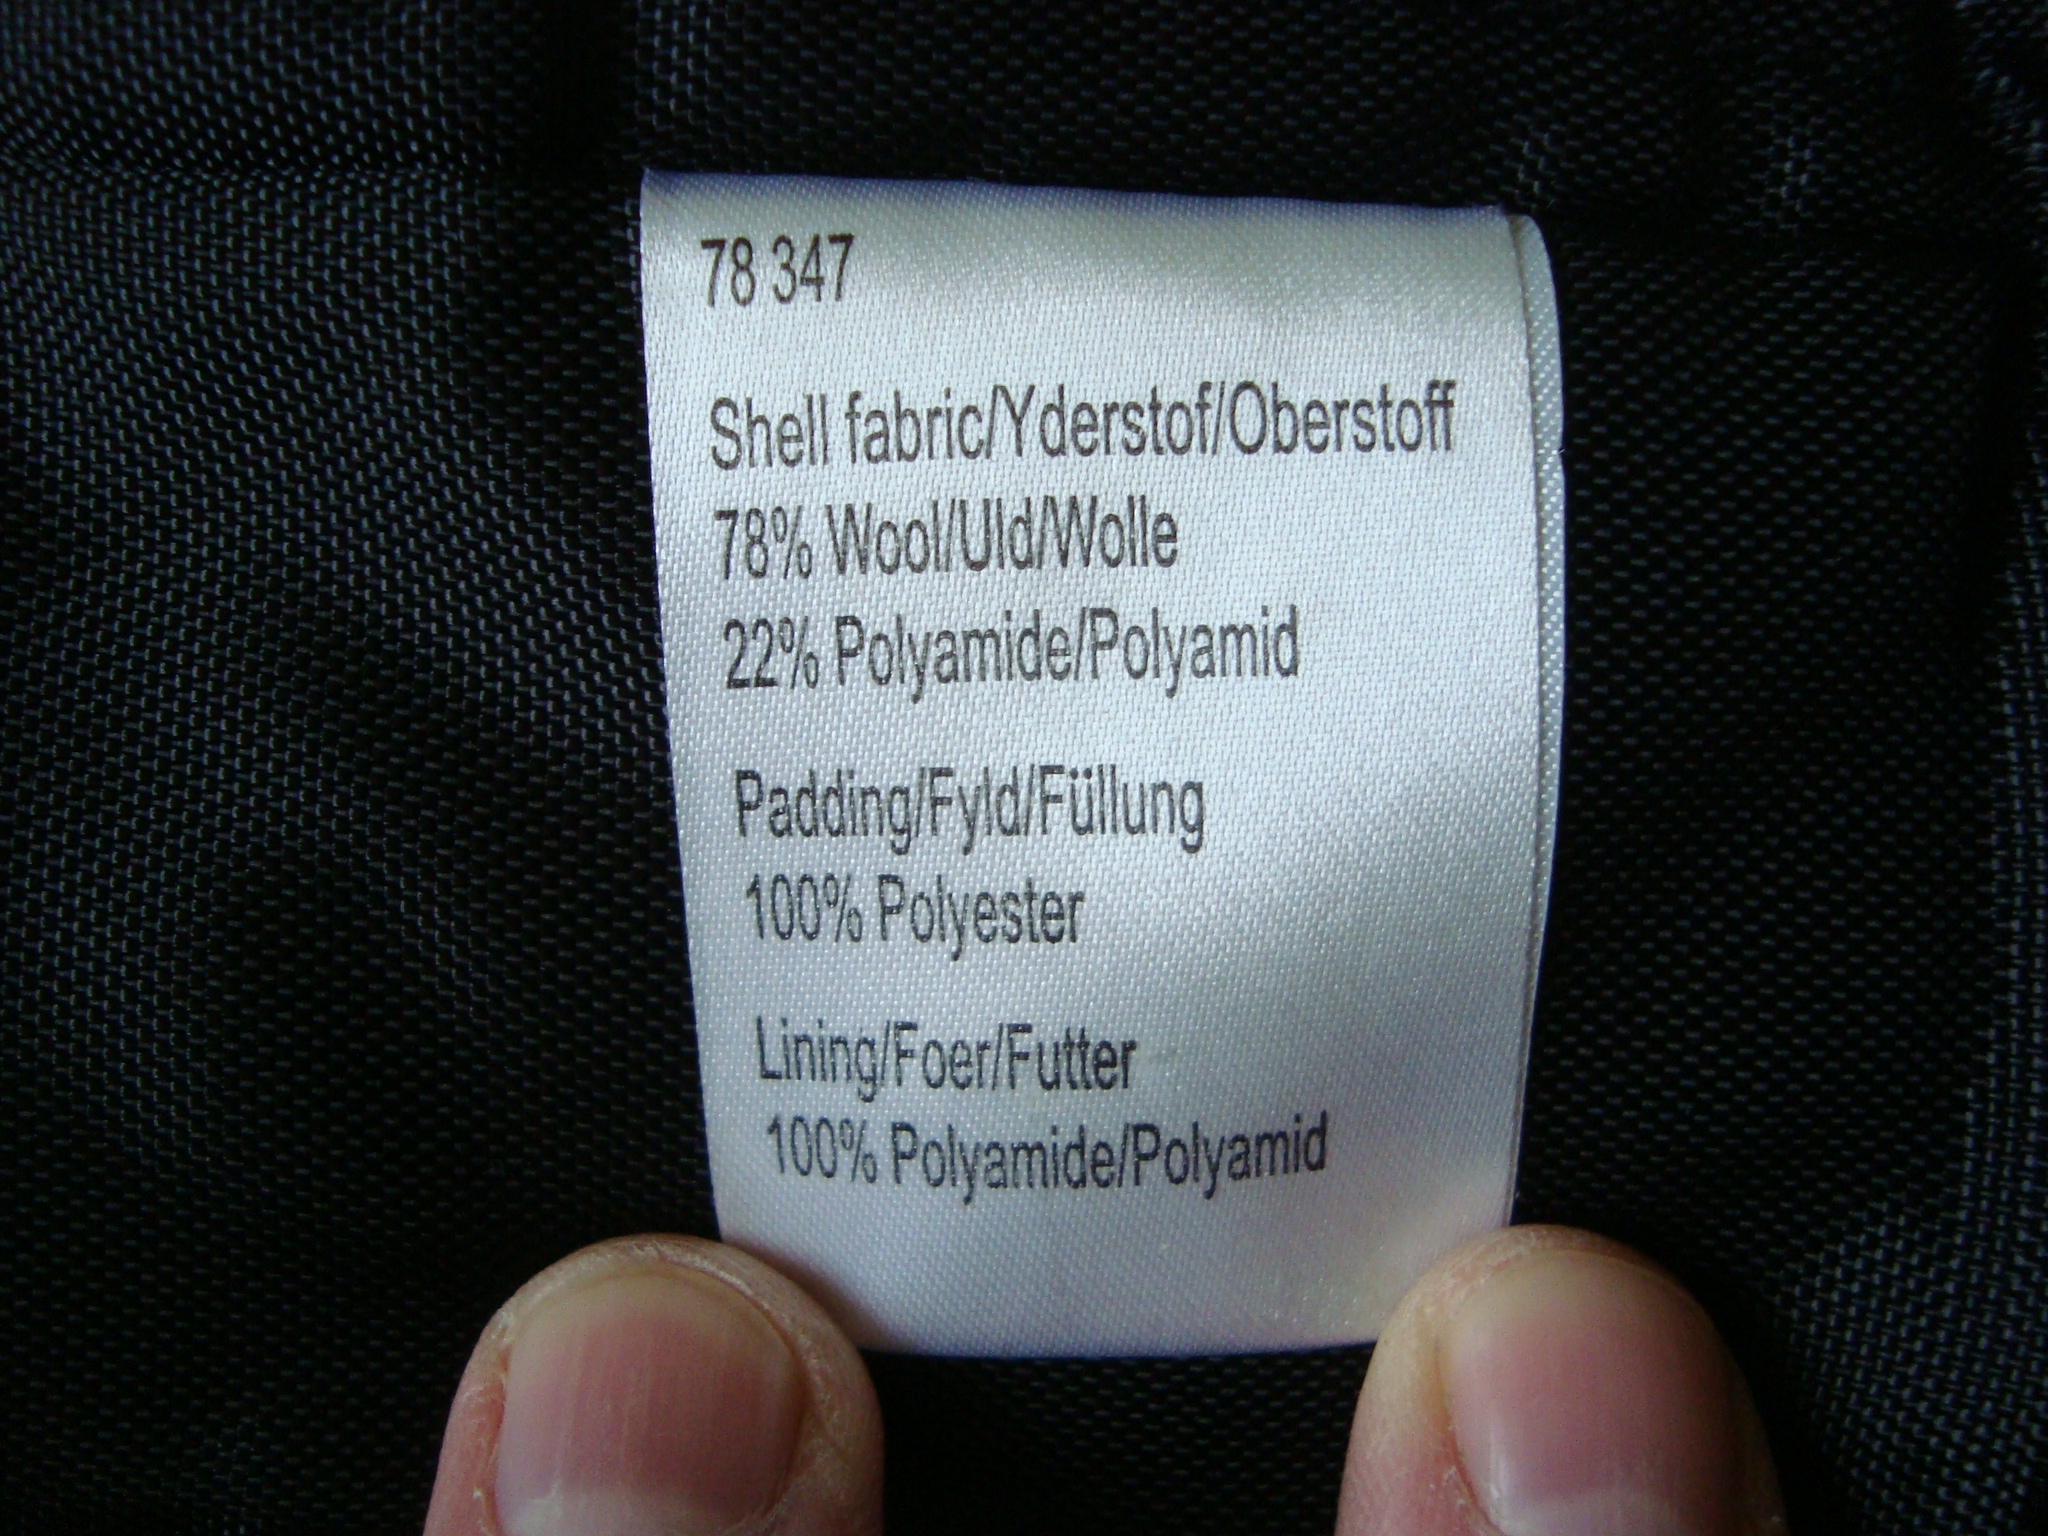 78 347
Shell fabric/Yderstof/Oberstoff
78% Wool/Uld/Wolle
22% Polyamide/Polyamid
Padding/Fyld/Füllung
100% Polyester
Lining/Foer/Futter
100% Polyamide/Polyamid